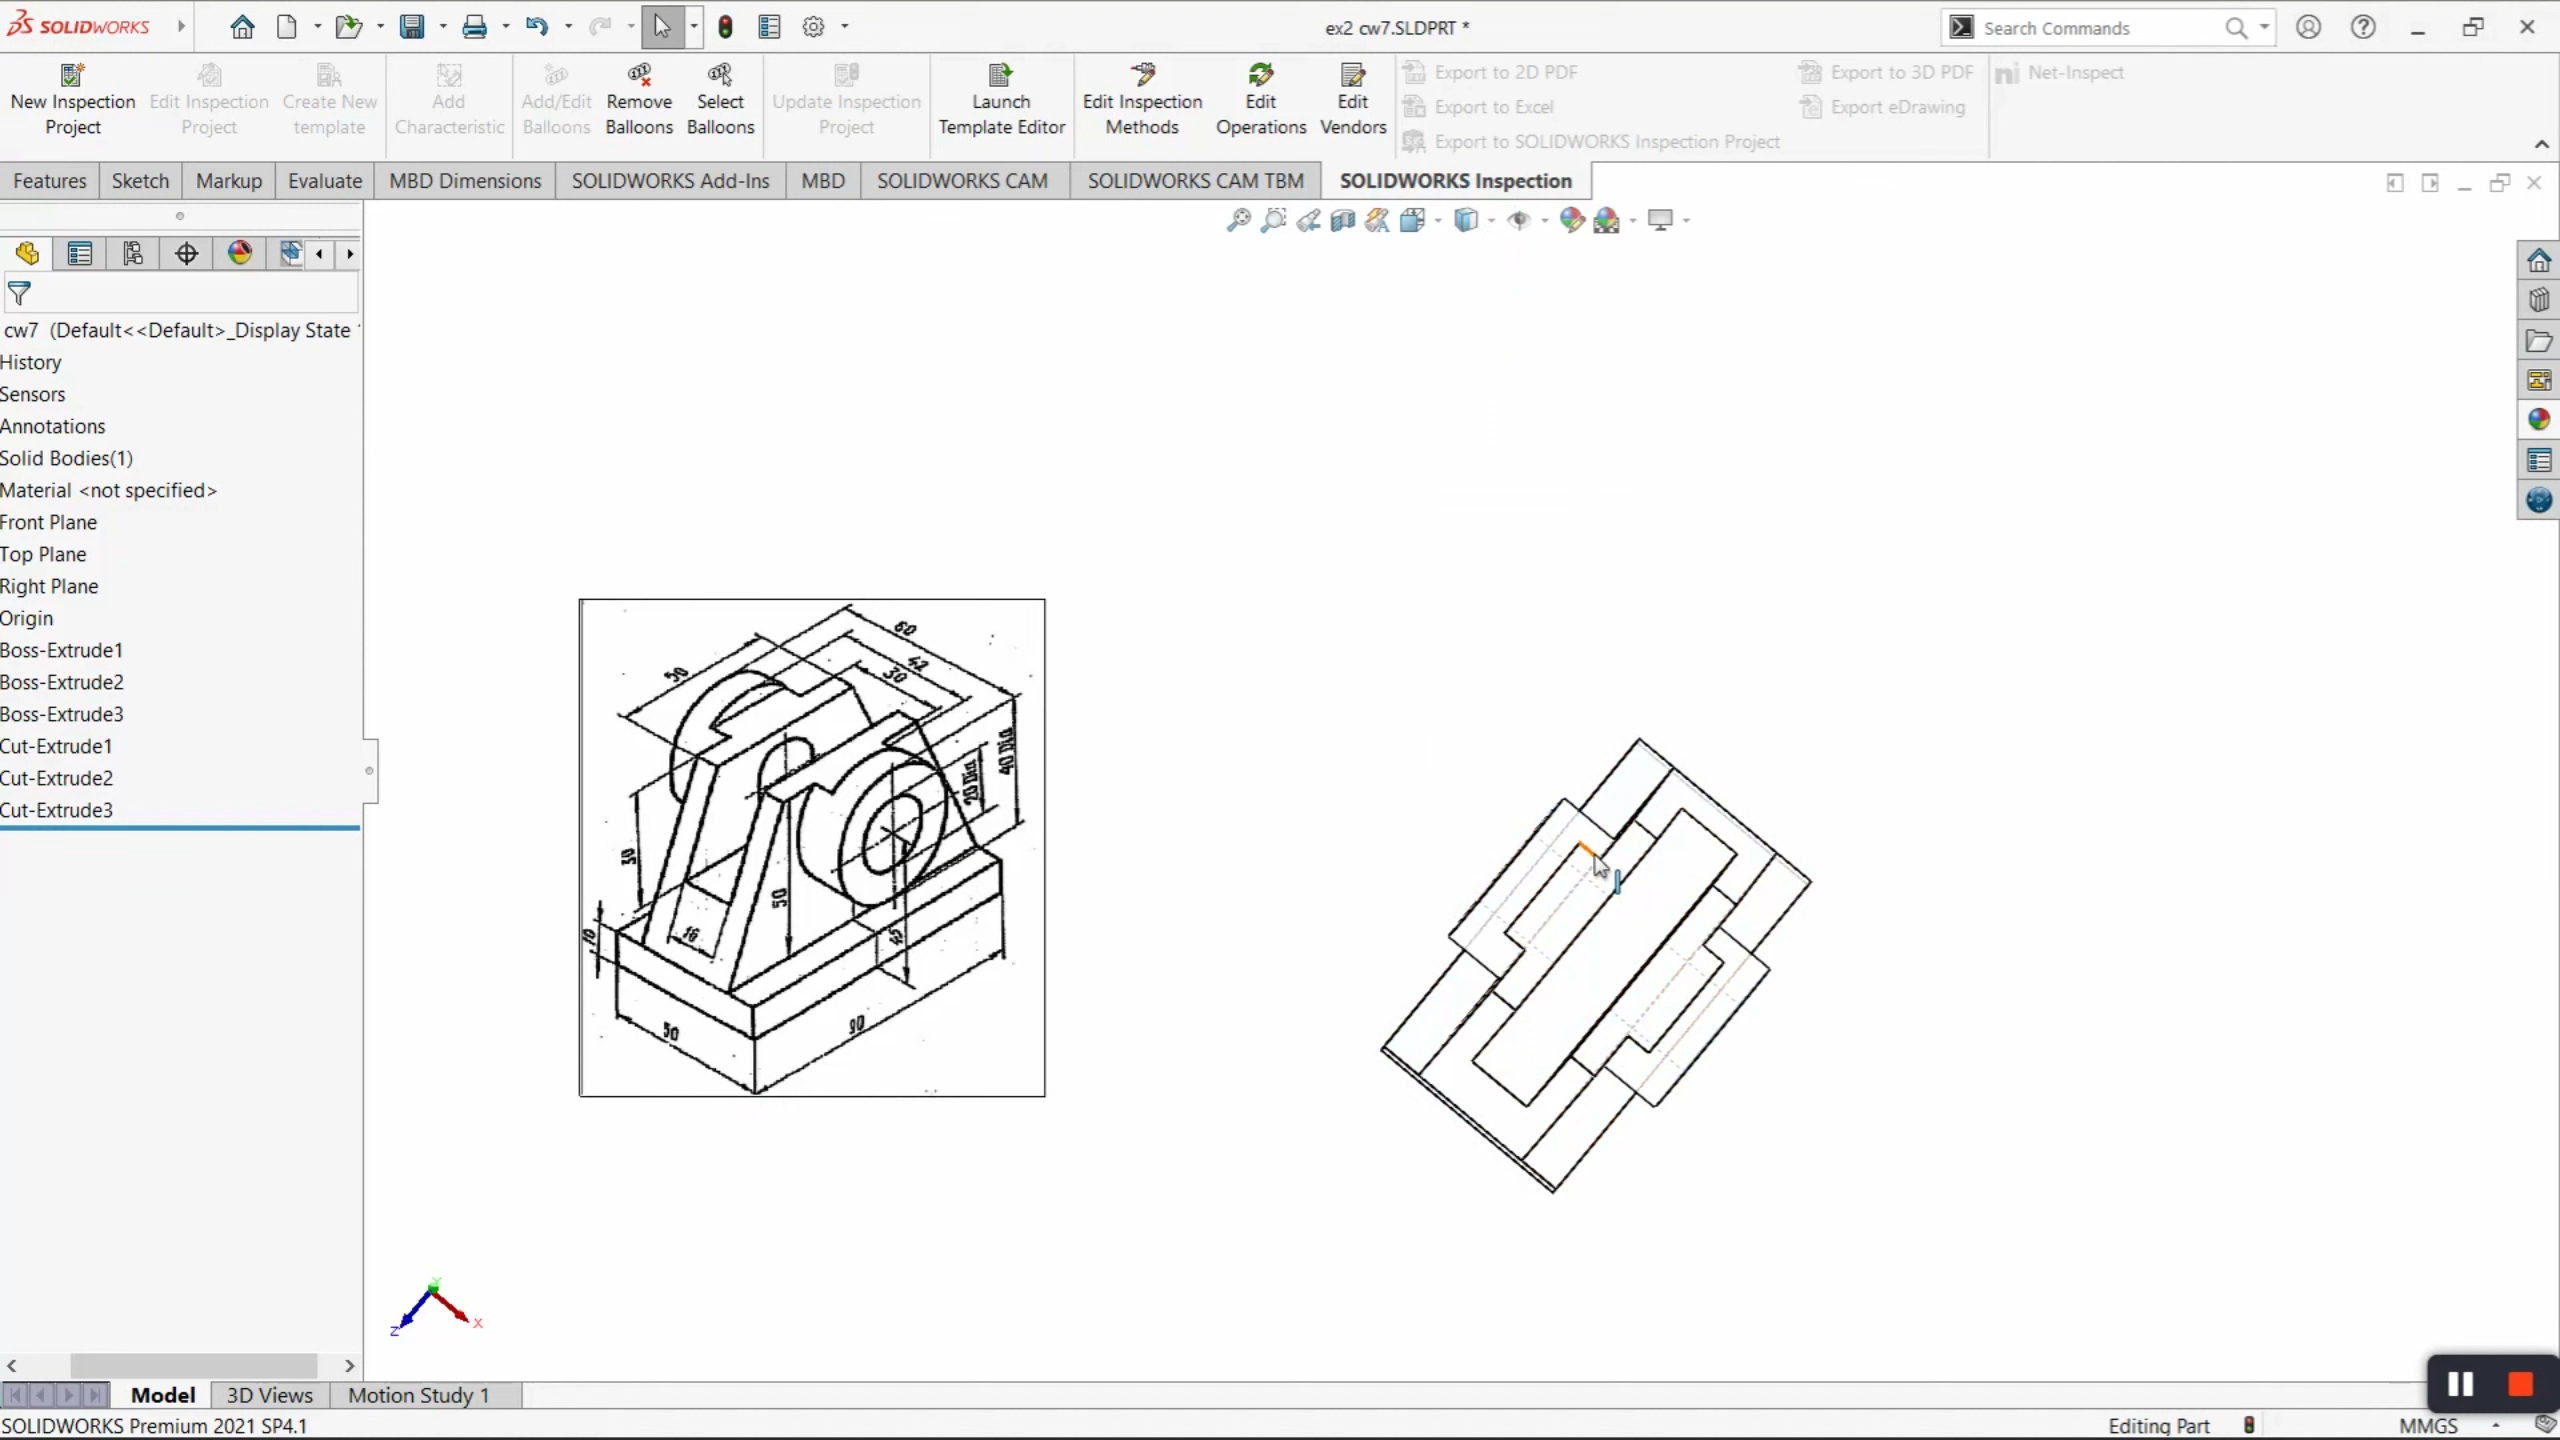 SOLIDWORKS
ex2 cw7.SLDPRT *
Search Commands
New Inspection Project
Edit Inspection Project
Create New template
Add Characteristic
Add/Edit Balloons
Remove Balloons
Select Balloons
Update Inspection Project
Launch Template Editor
Edit Inspection Methods
Edit Operations
Edit Vendors
Export to 2D PDF
Export to Excel
Export to SOLIDWORKS Inspection Project
Export to 3D PDF
Export eDrawing
Net-Inspect
Features
Sketch
Markup
Evaluate
MBD Dimensions
SOLIDWORKS Add-Ins
MBD
SOLIDWORKS CAM
SOLIDWORKS CAM TBM
SOLIDWORKS Inspection
cw7 (Default<<Default>_Display State
History
Sensors
Annotations
Solid Bodies(1)
Material <not specified>
Front Plane
Top Plane
Right Plane
Origin
Boss-Extrude1
Boss-Extrude2
Boss-Extrude3
Cut-Extrude1
Cut-Extrude2
Cut-Extrude3
60
42
30
50
40 Dia
20 Dia
30
50
16
45
10
50
90
Z
X
Model
3D Views
Motion Study 1
SOLIDWORKS Premium 2021 SP4.1
Editing Part
MMGS